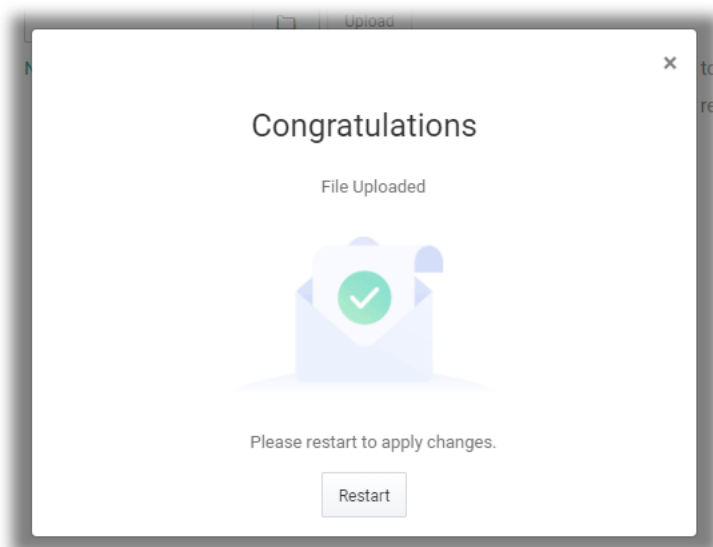 Upload
Congratulations
File Uploaded
Please restart to apply changes.
Restart